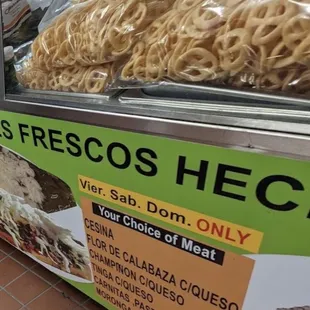 S FRESCOS HEC
Vier. Sab. Dom. ONLY
Your Choice of Meat
CESINA
FLOR DE CALABAZA C/QUESO
CHAMPIÑON C/QUESO
TINGA C/QUESO